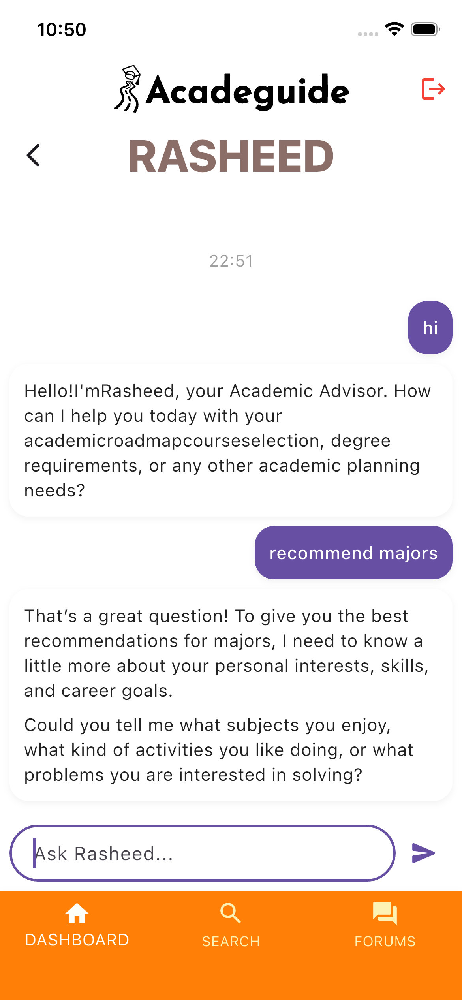 10:50
Acadeguide
RASHEED
22:51
hi
Hello!I'mRasheed, your Academic Advisor. How
can I help you today with your
academicroadmapcourseselection, degree
requirements, or any other academic planning
needs?
recommend majors
That’s a great question! To give you the best
recommendations for majors, I need to know a
little more about your personal interests, skills,
and career goals.
Could you tell me what subjects you enjoy,
what kind of activities you like doing, or what
problems you are interested in solving?
Ask Rasheed...
DASHBOARD
SEARCH
FORUMS